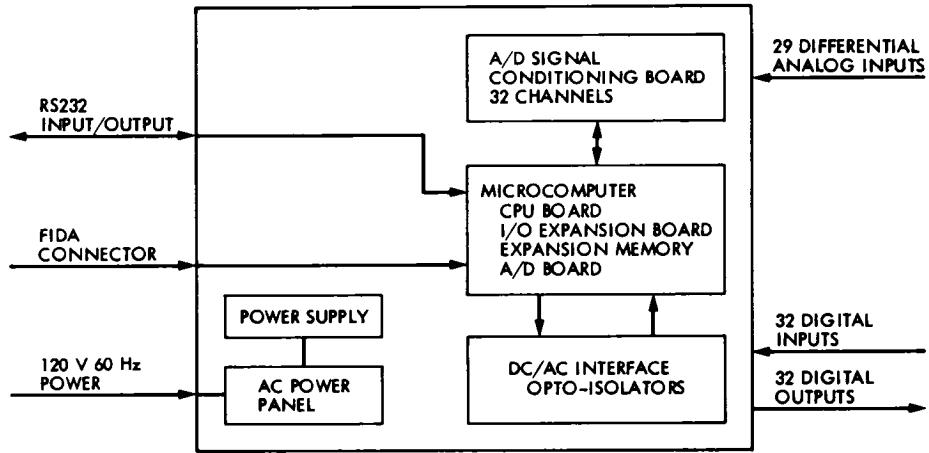 A/D SIGNAL
CONDITIONING BOARD
32 CHANNELS
29 DIFFERENTIAL
ANALOG INPUTS
RS232
INPUT/OUTPUT
MICROCOMPUTER
CPU BOARD
I/O EXPANSION BOARD
EXPANSION MEMORY
A/D BOARD
FIDA
CONNECTOR
POWER SUPPLY
120 V 60 Hz
POWER
AC POWER
PANEL
DC/AC INTERFACE
OPTO-ISOLATORS
32 DIGITAL
INPUTS
32 DIGITAL
OUTPUTS